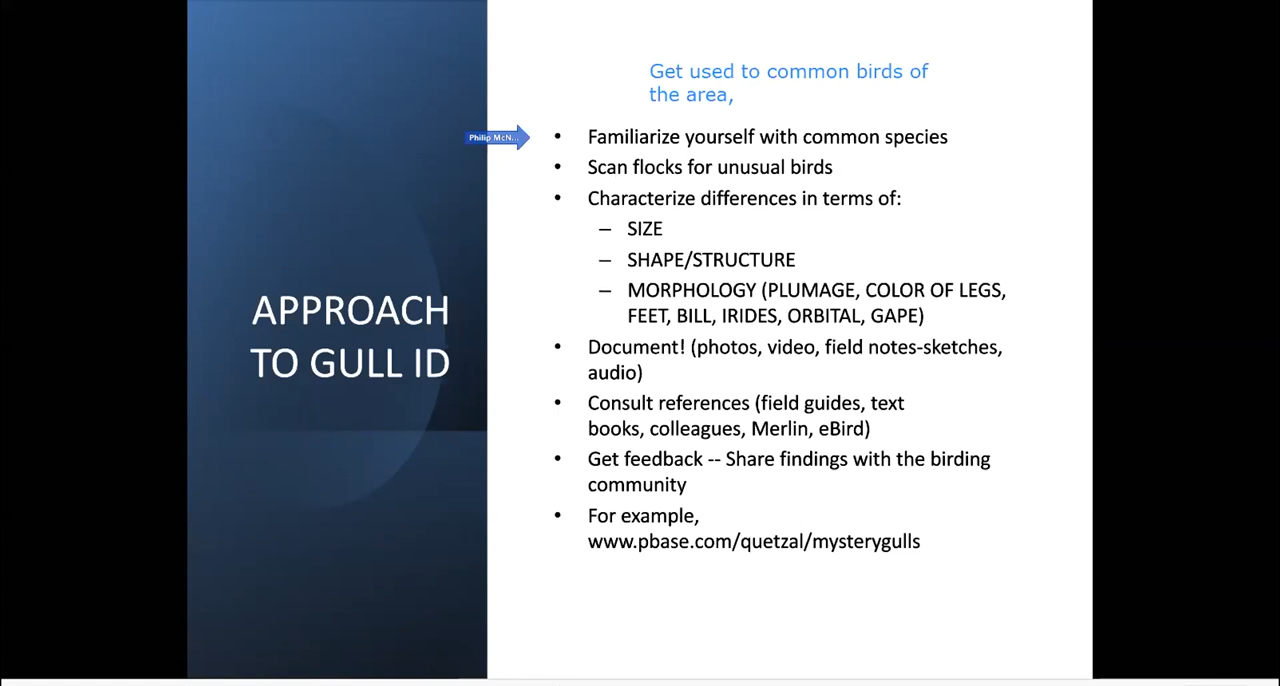 Get used to common birds of
the area,
Philip McN...
• Familiarize yourself with common species
• Scan flocks for unusual birds
• Characterize differences in terms of:
– SIZE
– SHAPE/STRUCTURE
– MORPHOLOGY (PLUMAGE, COLOR OF LEGS,
FEET, BILL, IRIDES, ORBITAL, GAPE)
APPROACH
TO GULL ID
• Document! (photos, video, field notes-sketches,
audio)
• Consult references (field guides, text
books, colleagues, Merlin, eBird)
• Get feedback -- Share findings with the birding
community
• For example,
www.pbase.com/quetzal/mysterygulls